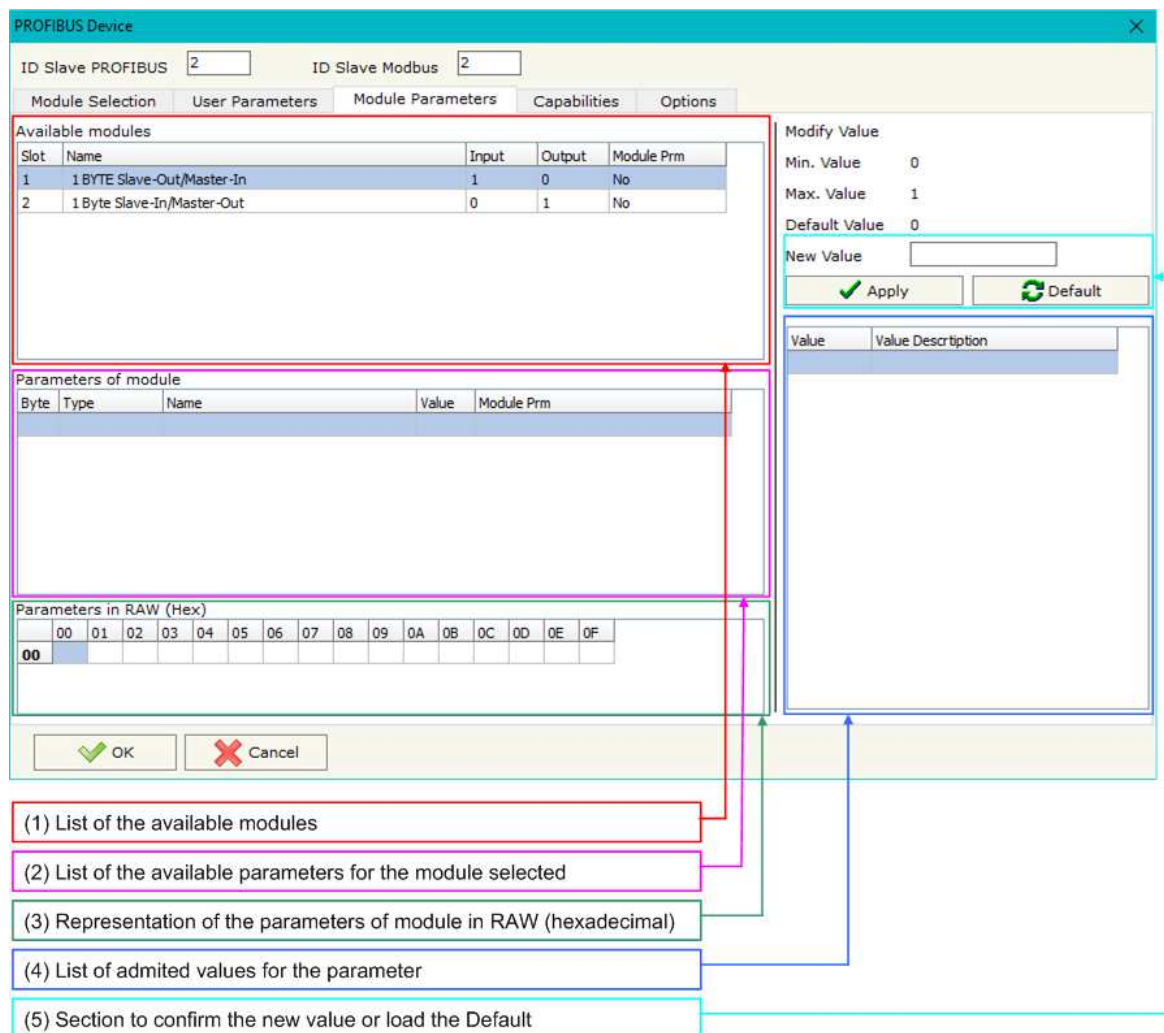 PROFIBUS Device
ID Slave PROFIBUS 2 ID Slave Modbus 2
Module Selection User Parameters Module Parameters Capabilities Options
Available modules
Slot Name Input Output Module Prm
1 1 BYTE Slave-Out/Master-In 1 0 No
2 1 Byte Slave-In/Master-Out 0 1 No
Parameters of module
Byte Type Name Value Module Prm
Parameters in RAW (Hex)
00 01 02 03 04 05 06 07 08 09 0A 0B 0C 0D 0E 0F
00
Modify Value
Min. Value 0
Max. Value 1
Default Value 0
New Value
Apply Default
Value Value Descrtiption
OK Cancel
(1) List of the available modules
(2) List of the available parameters for the module selected
(3) Representation of the parameters of module in RAW (hexadecimal)
(4) List of admited values for the parameter
(5) Section to confirm the new value or load the Default